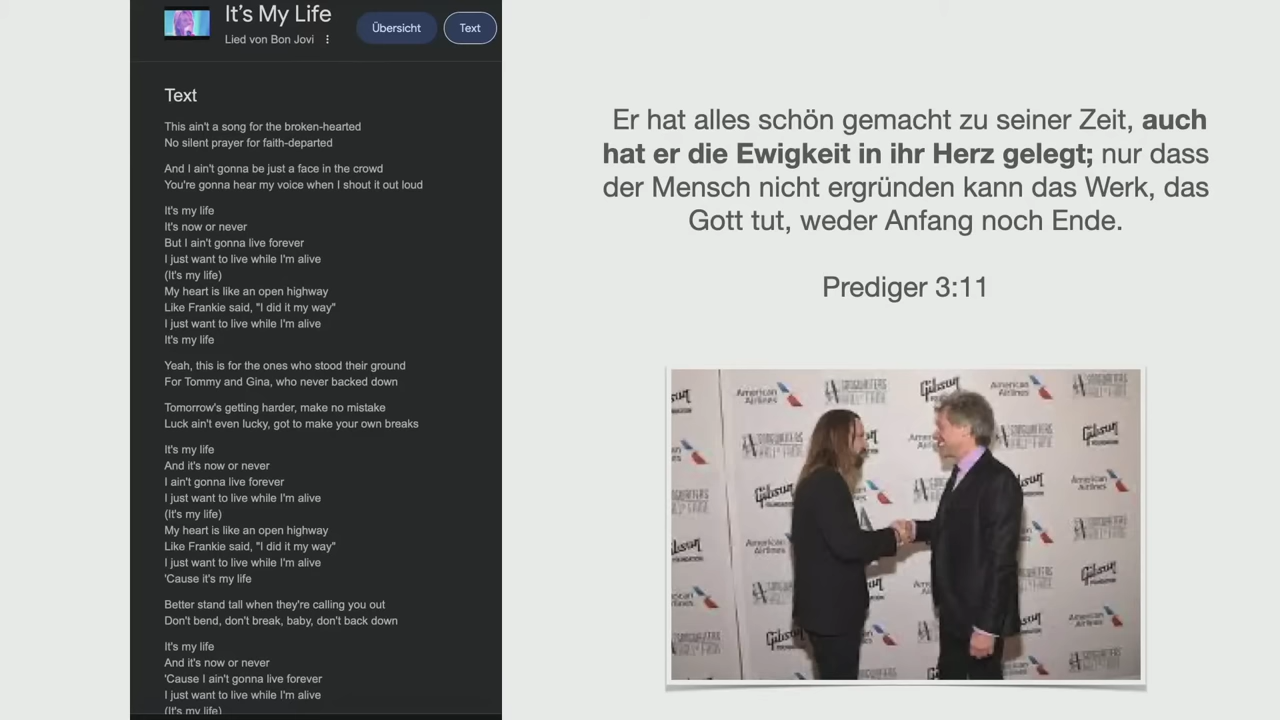 It's My Life
Lied von Bon Jovi
Übersicht
Text
Text
This ain't a song for the broken-hearted
No silent prayer for faith-departed
And I ain't gonna be just a face in the crowd
You're gonna hear my voice when I shout it out loud
It's my life
It's now or never
But I ain't gonna live forever
I just want to live while I'm alive
(It's my life)
My heart is like an open highway
Like Frankie said, "I did it my way"
I just want to live while I'm alive
It's my life
Yeah, this is for the ones who stood their ground
For Tommy and Gina, who never backed down
Tomorrow's getting harder, make no mistake
Luck ain't even lucky, got to make your own breaks
It's my life
And it's now or never
I ain't gonna live forever
I just want to live while I'm alive
(It's my life)
My heart is like an open highway
Like Frankie said, "I did it my way"
I just want to live while I'm alive
'Cause it's my life
Better stand tall when they're calling you out
Don't bend, don't break, baby, don't back down
It's my life
And it's now or never
'Cause I ain't gonna live forever
I just want to live while I'm alive
(It's my life)
Er hat alles schön gemacht zu seiner Zeit, auch
hat er die Ewigkeit in ihr Herz gelegt; nur dass
der Mensch nicht ergründen kann das Werk, das
Gott tut, weder Anfang noch Ende.
Prediger 3:11
American Airlines
Songwriters Hall of Fame
Gibson Foundation